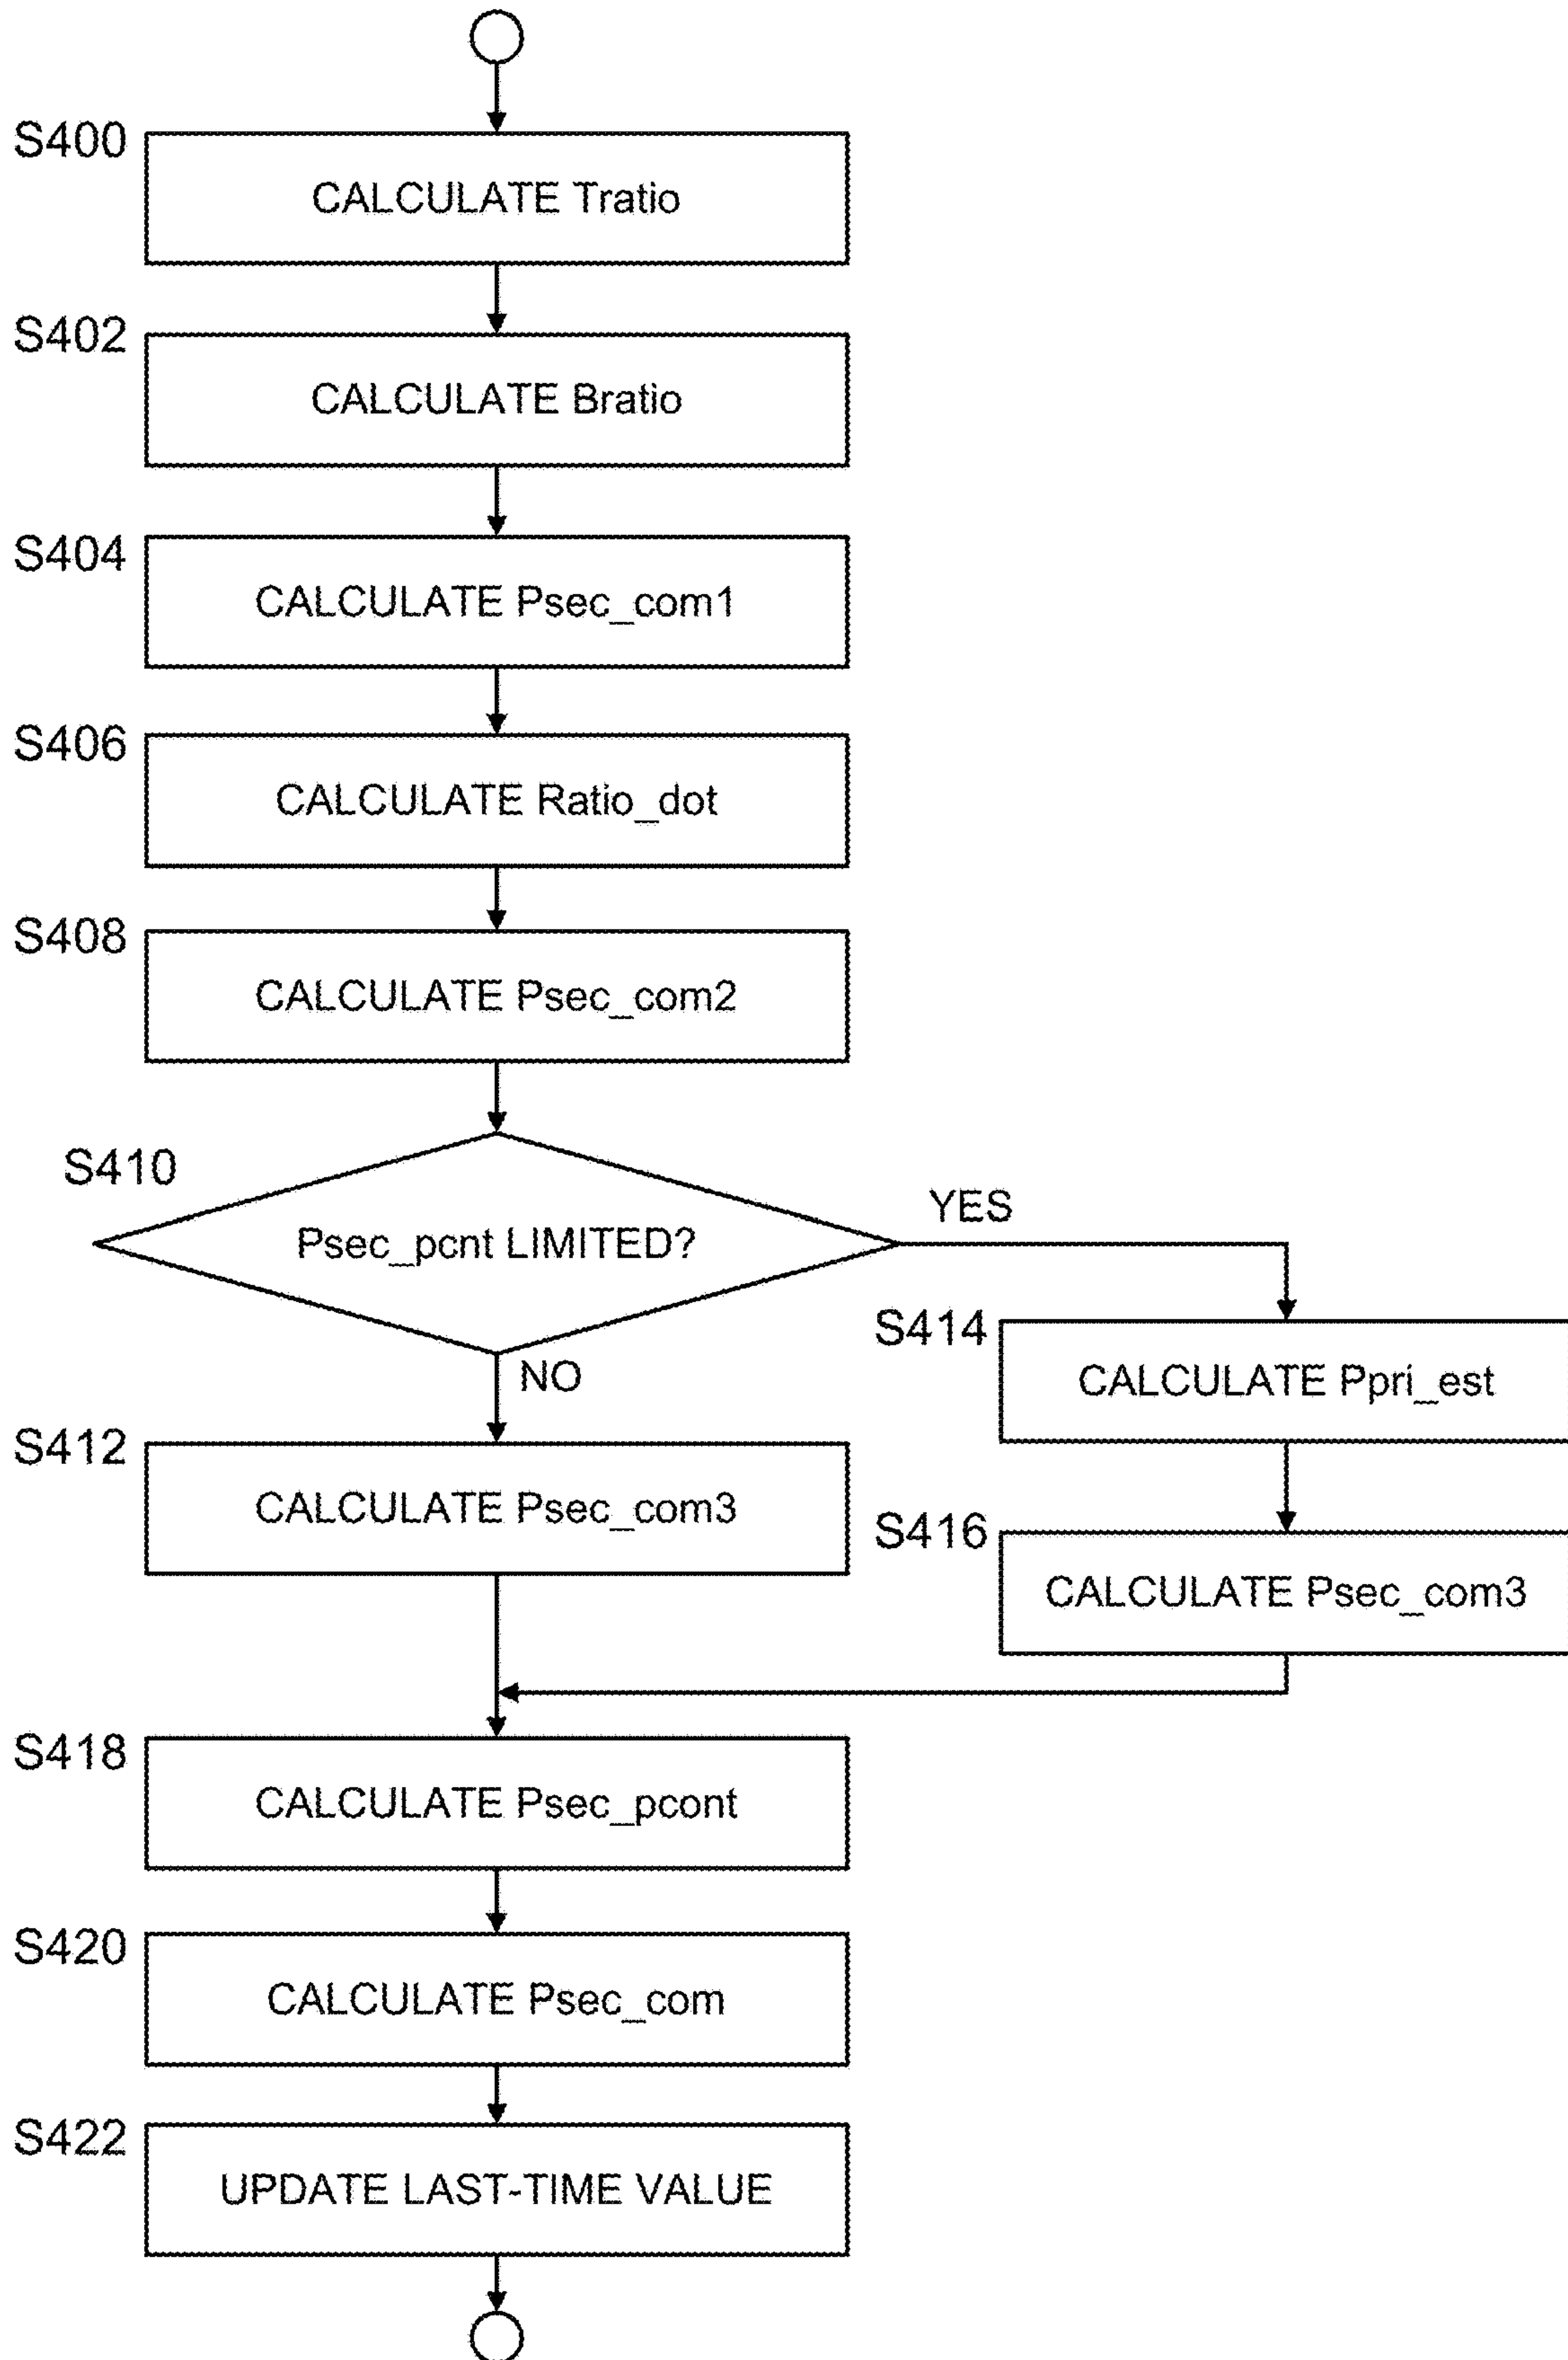 S400
CALCULATE Tratio
S402
CALCULATE Bratio
S404
CALCULATE Psec_com1
S406
CALCULATE Ratio_dot
S408
CALCULATE Psec_com2
S410
Psec_pcnt LIMITED?
YES
NO
S414
CALCULATE Ppri_est
S412
CALCULATE Psec_com3
S416
CALCULATE Psec_com3
S418
CALCULATE Psec_pcont
S420
CALCULATE Psec_com
S422
UPDATE LAST-TIME VALUE